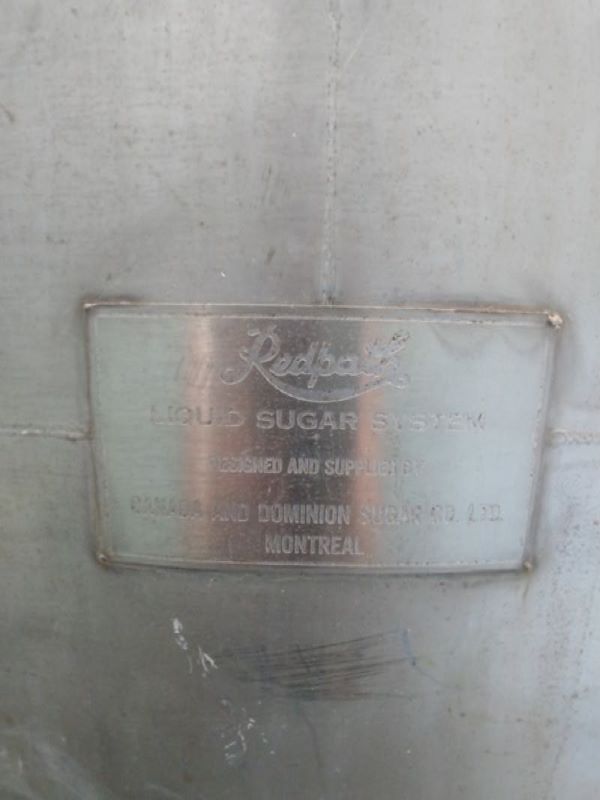 Redpath
LIQUID SUGAR SYSTEM
DESIGNED AND SUPPLIED BY
CANADA AND DOMINION SUGAR CO. LTD.
MONTREAL